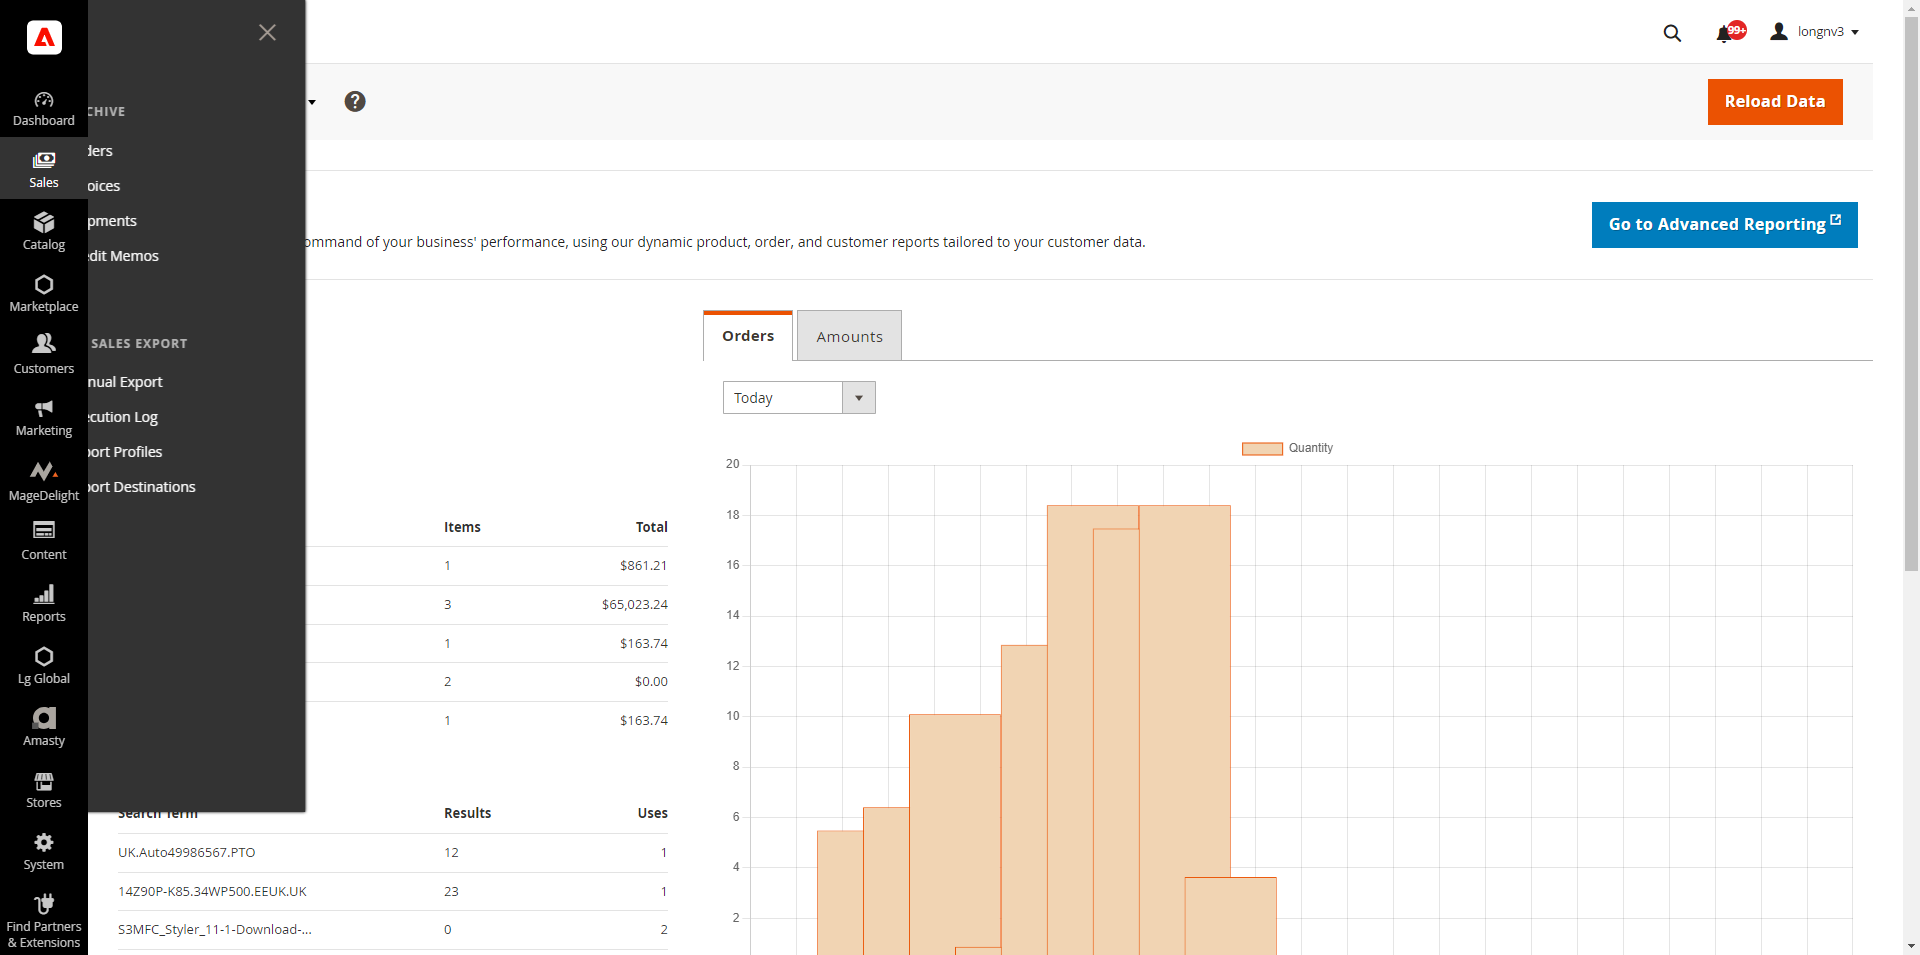 99+
longnv3
Reload Data
Go to Advanced Reporting
ommand of your business' performance, using our dynamic product, order, and customer reports tailored to your customer data.
Dashboard
Sales
Catalog
Marketplace
Customers
Marketing
MageDelight
Content
Reports
Lg Global
Amasty
Stores
System
Find Partners
& Extensions
CHIVE
ders
oices
pments
edit Memos
SALES EXPORT
nual Export
ecution Log
port Profiles
port Destinations
Orders Amounts
Today
Quantity
20
18
16
14
12
10
8
6
4
2
Items Total
1 $861.21
3 $65,023.24
1 $163.74
2 $0.00
1 $163.74
Search Term Results Uses
UK.Auto49986567.PTO 12 1
14Z90P-K85.34WP500.EEUK.UK 23 1
S3MFC_Styler_11-1-Download-... 0 2